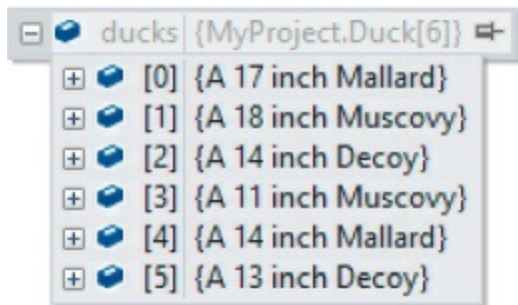 ducks {MyProject.Duck[6]}
[0] {A 17 inch Mallard}
[1] {A 18 inch Muscovy}
[2] {A 14 inch Decoy}
[3] {A 11 inch Muscovy}
[4] {A 14 inch Mallard}
[5] {A 13 inch Decoy}